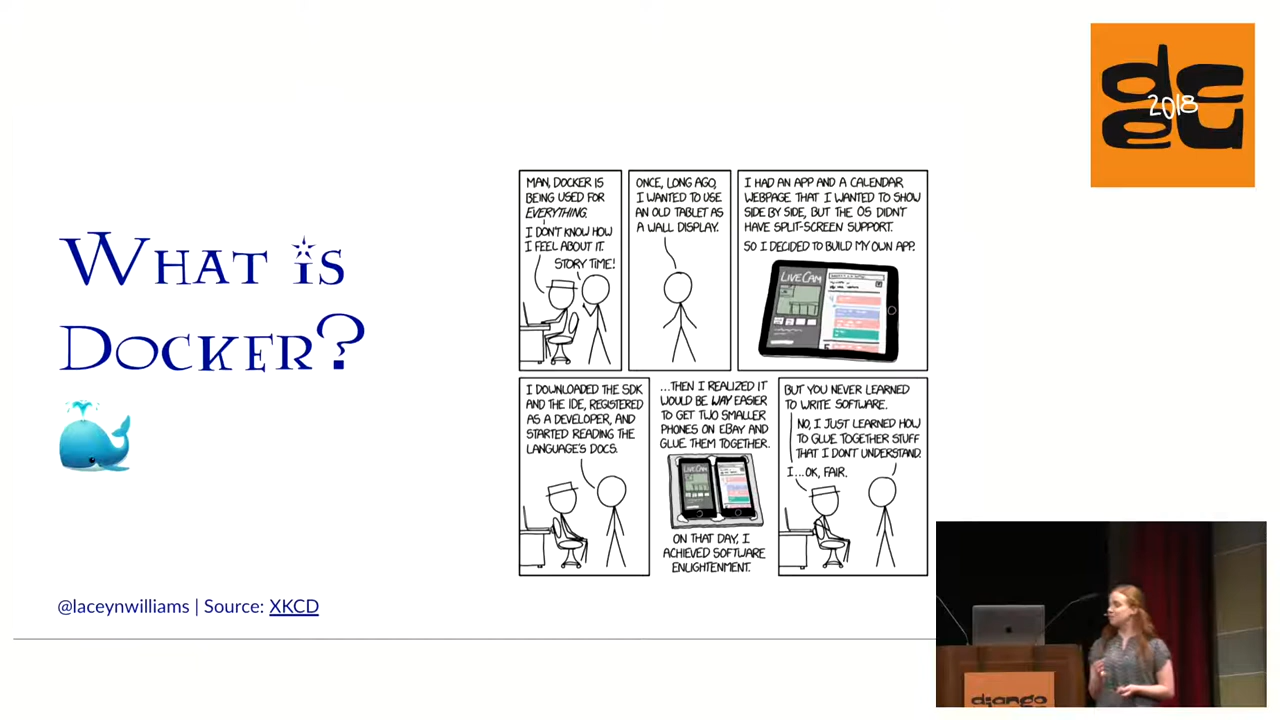 dc
2018
eu
What is
Docker?
@laceynwilliams | Source: XKCD
MAN, DOCKER IS
BEING USED FOR
EVERYTHING.
I DON'T KNOW HOW
I FEEL ABOUT IT.
STORY TIME!
ONCE, LONG AGO,
I WANTED TO USE
AN OLD TABLET AS
A WALL DISPLAY.
I HAD AN APP AND A CALENDAR
WEBPAGE THAT I WANTED TO SHOW
SIDE BY SIDE, BUT THE OS DIDN'T
HAVE SPLIT-SCREEN SUPPORT.
SO I DECIDED TO BUILD MY OWN APP.
LIVECAM
I DOWNLOADED THE SDK
AND THE IDE, REGISTERED
AS A DEVELOPER, AND
STARTED READING THE
LANGUAGE'S DOCS.
...THEN I REALIZED IT
WOULD BE WAY EASIER
TO GET TWO SMALLER
PHONES ON EBAY AND
GLUE THEM TOGETHER.
LIVECAM
ON THAT DAY, I
ACHIEVED SOFTWARE
ENLIGHTENMENT.
BUT YOU NEVER LEARNED
TO WRITE SOFTWARE.
NO, I JUST LEARNED HOW
TO GLUE TOGETHER STUFF
THAT I DON'T UNDERSTAND.
I...OK, FAIR.
django